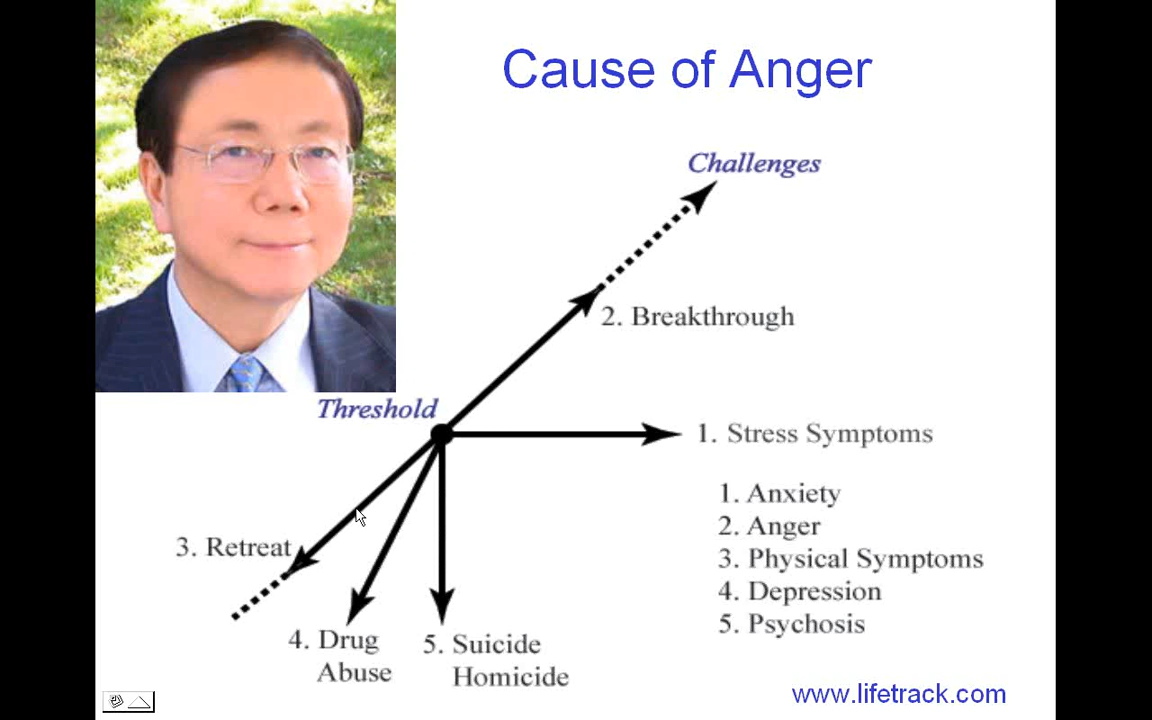 Cause of Anger
Challenges
2. Breakthrough
Threshold
1. Stress Symptoms
1. Anxiety
2. Anger
3. Physical Symptoms
4. Depression
5. Psychosis
3. Retreat
4. Drug
Abuse
5. Suicide
Homicide
www.lifetrack.com